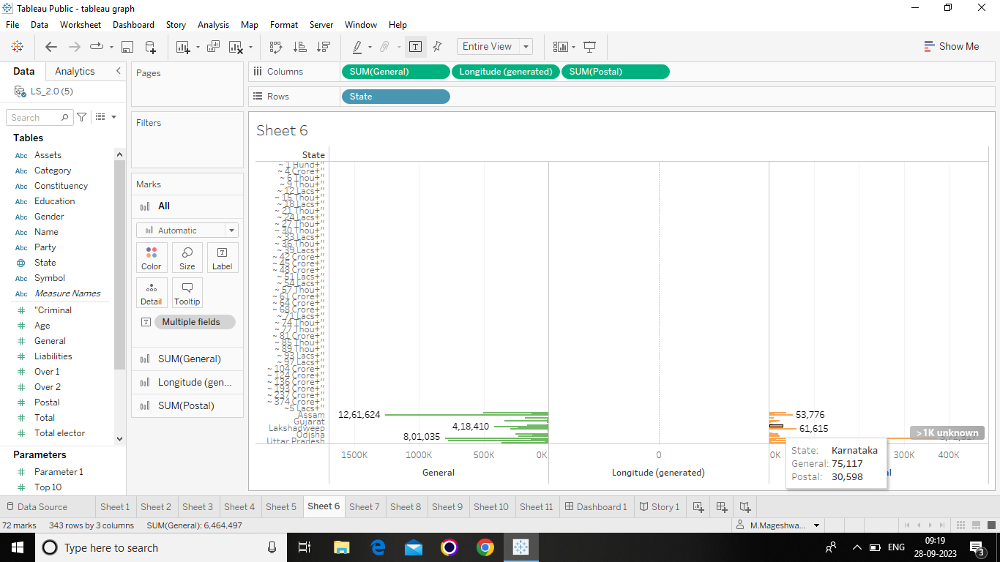 Tableau Public - tableau graph
File Data Worksheet Dashboard Story Analysis Map Format Server Window Help
Entire View
Show Me
Data Analytics
LS_2.0 (5)
Search
Tables
Abc Assets
Abc Category
Abc Constituency
Abc Education
Abc Gender
Abc Name
Abc Party
State
Abc Symbol
Abc Measure Names
"Criminal
Age
General
Liabilities
Over 1
Over 2
Postal
Total
Total elector
Parameters
Parameter 1
Top 10
Pages
Filters
Marks
All
Automatic
Color Size Label
Detail Tooltip
Multiple fields
SUM(General)
Longitude (gen...
SUM(Postal)
Columns SUM(General) Longitude (generated) SUM(Postal)
Rows State
Sheet 6
State
~ 1 Hund+"
~ 4 Crore+"
~ 6 Thou+"
~ 9 Thou+"
~ 12 Lacs+"
~ 15 Thou+"
~ 18 Lacs+"
~ 21 Thou+"
~ 24 Lacs+"
~ 27 Thou+"
~ 30 Thou+"
~ 33 Lacs+"
~ 36 Thou+"
~ 39 Lacs+"
~ 42 Crore+"
~ 45 Crore+"
~ 48 Crore+"
~ 51 Lacs+"
~ 54 Lacs+"
~ 57 Thou+"
~ 61 Crore+"
~ 64 Crore+"
~ 68 Crore+"
~ 71 Lacs+"
~ 74 Thou+"
~ 77 Thou+"
~ 81 Crore+"
~ 85 Thou+"
~ 89 Thou+"
~ 93 Lacs+"
~ 97 Lacs+"
~ 104 Crore+"
~ 124 Crore+"
~ 136 Crore+"
~ 193 Crore+"
~ 237 Crore+"
~ 374 Crore+"
~5 Lacs+"
Assam 12,61,624 53,776
Gujarat
Lakshadweep 4,18,410 61,615
Odisha 8,01,035
Uttar Pradesh
>1K unknown
1500K 1000K 500K 0K 0 0K 300K 400K
General Longitude (generated) al
State: Karnataka
General: 75,117
Postal: 30,598
Data Source Sheet 1 Sheet 2 Sheet 3 Sheet 4 Sheet 5 Sheet 6 Sheet 7 Sheet 8 Sheet 9 Sheet 10 Sheet 11 Dashboard 1 Story 1
72 marks 343 rows by 3 columns SUM(General): 6,464,497 M.Mageshwa...
Type here to search
ENG
09:19
28-09-2023
3